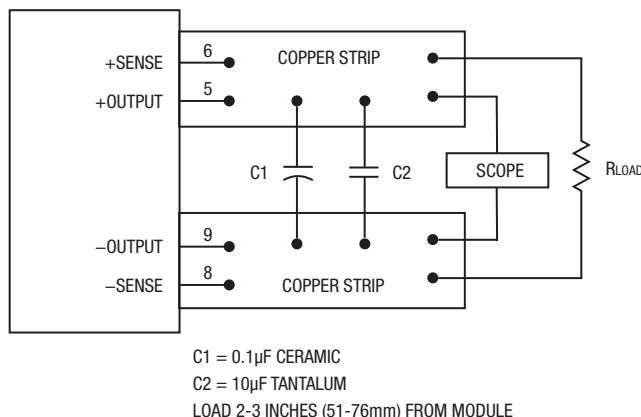 +SENSE 6 COPPER STRIP
+OUTPUT 5
C1 C2 SCOPE RLOAD
−OUTPUT 9
−SENSE 8 COPPER STRIP
C1 = 0.1µF CERAMIC
C2 = 10µF TANTALUM
LOAD 2-3 INCHES (51-76mm) FROM MODULE